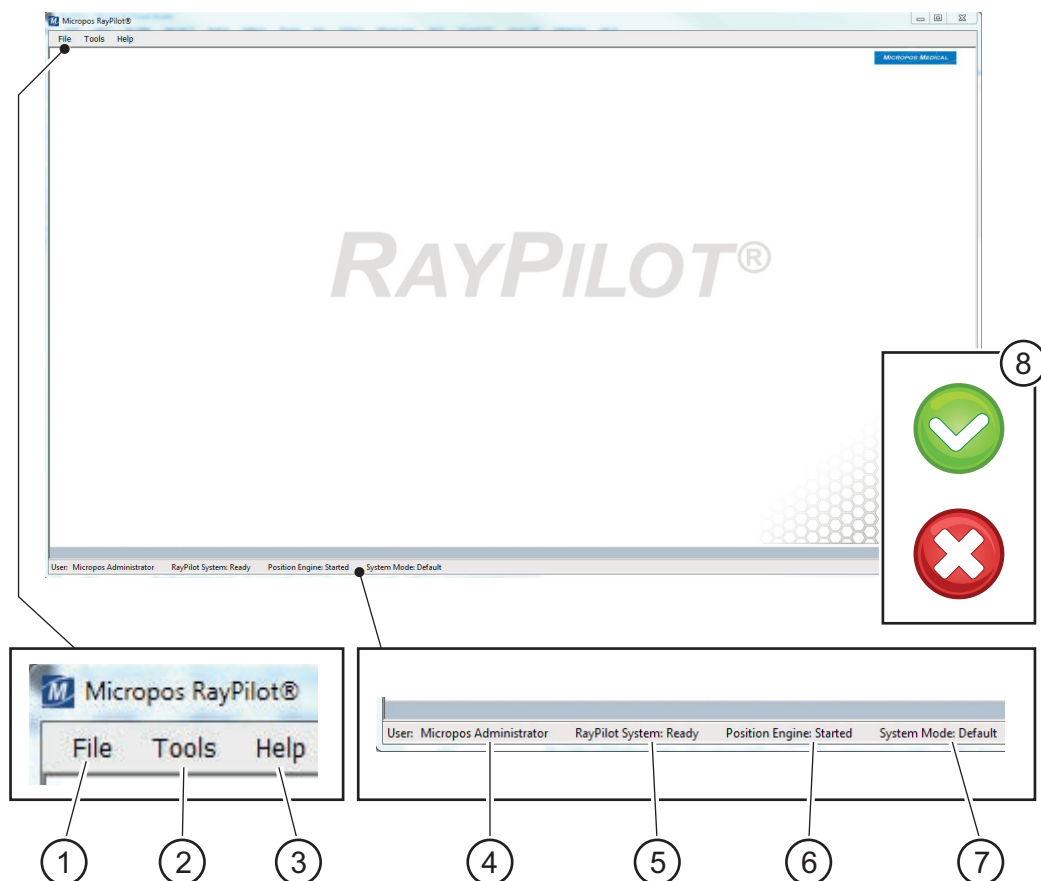 Micropos RayPilot®
File Tools Help
MICROPOS MEDICAL
RAYPILOT®
8
User: Micropos Administrator RayPilot System: Ready Position Engine: Started System Mode: Default
Micropos RayPilot®
File Tools Help
User: Micropos Administrator RayPilot System: Ready Position Engine: Started System Mode: Default
1 2 3 4 5 6 7